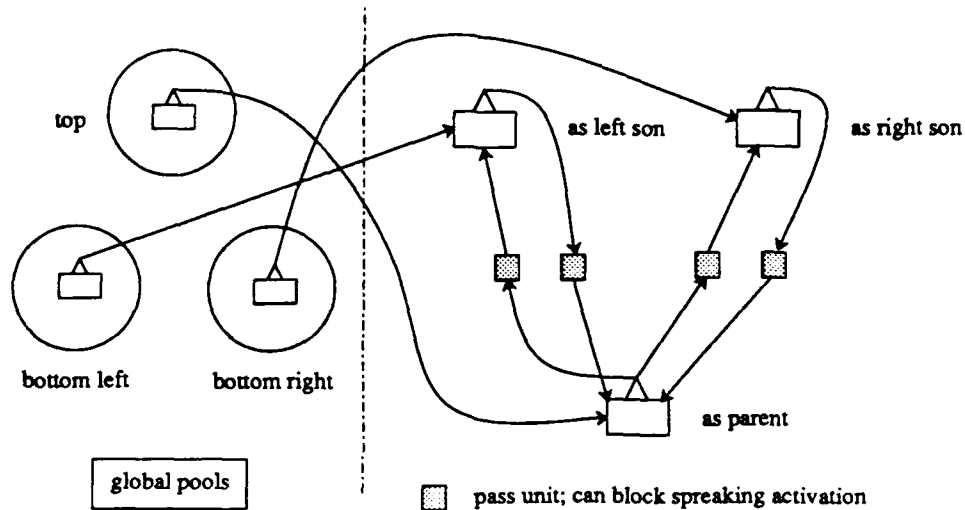 top
as left son
as right son
bottom left
bottom right
as parent
global pools
pass unit; can block spreaking activation